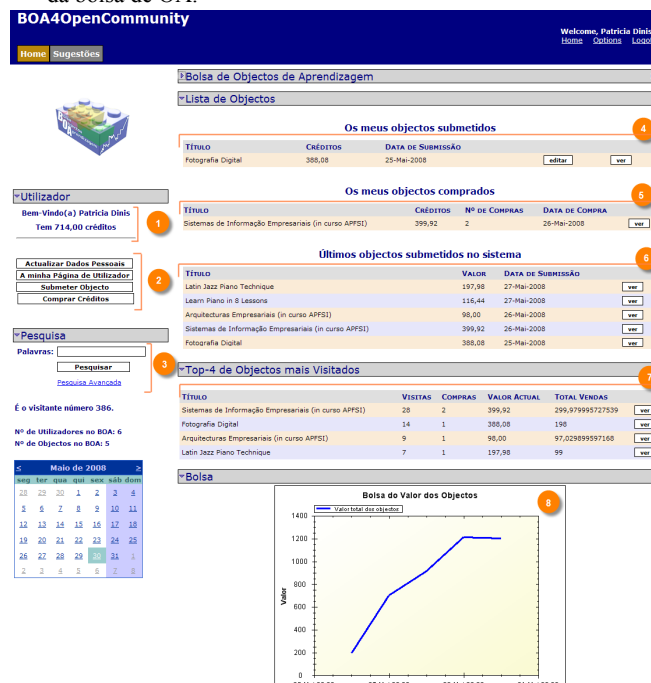 da bolsa de OA.
BOA4OpenCommunity
Welcome, Patricia Dinis
Home Options Logof
Home Sugestões
Bolsa de Objectos de Aprendizagem
Lista de Objectos
BOA
Os meus objectos submetidos
4
TÍTULO CRÉDITOS DATA DE SUBMISSÃO
Fotografia Digital 388,08 25-Mai-2008 editar ver
Utilizador
Bem-Vindo(a) Patricia Dinis
Tem 714,00 créditos
1
Os meus objectos comprados
5
TÍTULO CRÉDITOS Nº DE COMPRAS DATA DE COMPRA
Sistemas de Informação Empresariais (in curso APFSI) 399,92 2 26-Mai-2008 ver
Actualizar Dados Pessoais
A minha Página de Utilizador
Submeter Objecto
Comprar Créditos
2
Últimos objectos submetidos no sistema
6
TÍTULO VALOR DATA DE SUBMISSÃO
Latin Jazz Piano Technique 197,98 27-Mai-2008 ver
Learn Piano in 8 Lessons 116,44 27-Mai-2008 ver
Arquitecturas Empresariais (in curso APFSI) 98,00 26-Mai-2008 ver
Sistemas de Informação Empresariais (in curso APFSI) 399,92 26-Mai-2008 ver
Fotografia Digital 388,08 25-Mai-2008 ver
Pesquisa
Palavras:
Pesquisar
Pesquisa Avançada
3
Top-4 de Objectos mais Visitados
7
TÍTULO VISITAS COMPRAS VALOR ACTUAL TOTAL VENDAS
Sistemas de Informação Empresariais (in curso APFSI) 28 2 399,92 299,979995727539 ver
Fotografia Digital 14 1 388,08 198 ver
Arquitecturas Empresariais (in curso APFSI) 9 1 98,00 97,029899597168 ver
Latin Jazz Piano Technique 7 1 197,98 99 ver
É o visitante número 386.
Nº de Utilizadores no BOA: 6
Nº de Objectos no BOA: 5
≤ Maio de 2008 ≥
seg ter qua qui sex sáb dom
28 29 30 1 2 3 4
5 6 7 8 9 10 11
12 13 14 15 16 17 18
19 20 21 22 23 24 25
26 27 28 29 30 31 1
2 3 4 5 6 7 8
Bolsa
Bolsa do Valor dos Objectos
8
Valor total dos objectos
Valor
1400
1200
1000
800
600
400
200
0